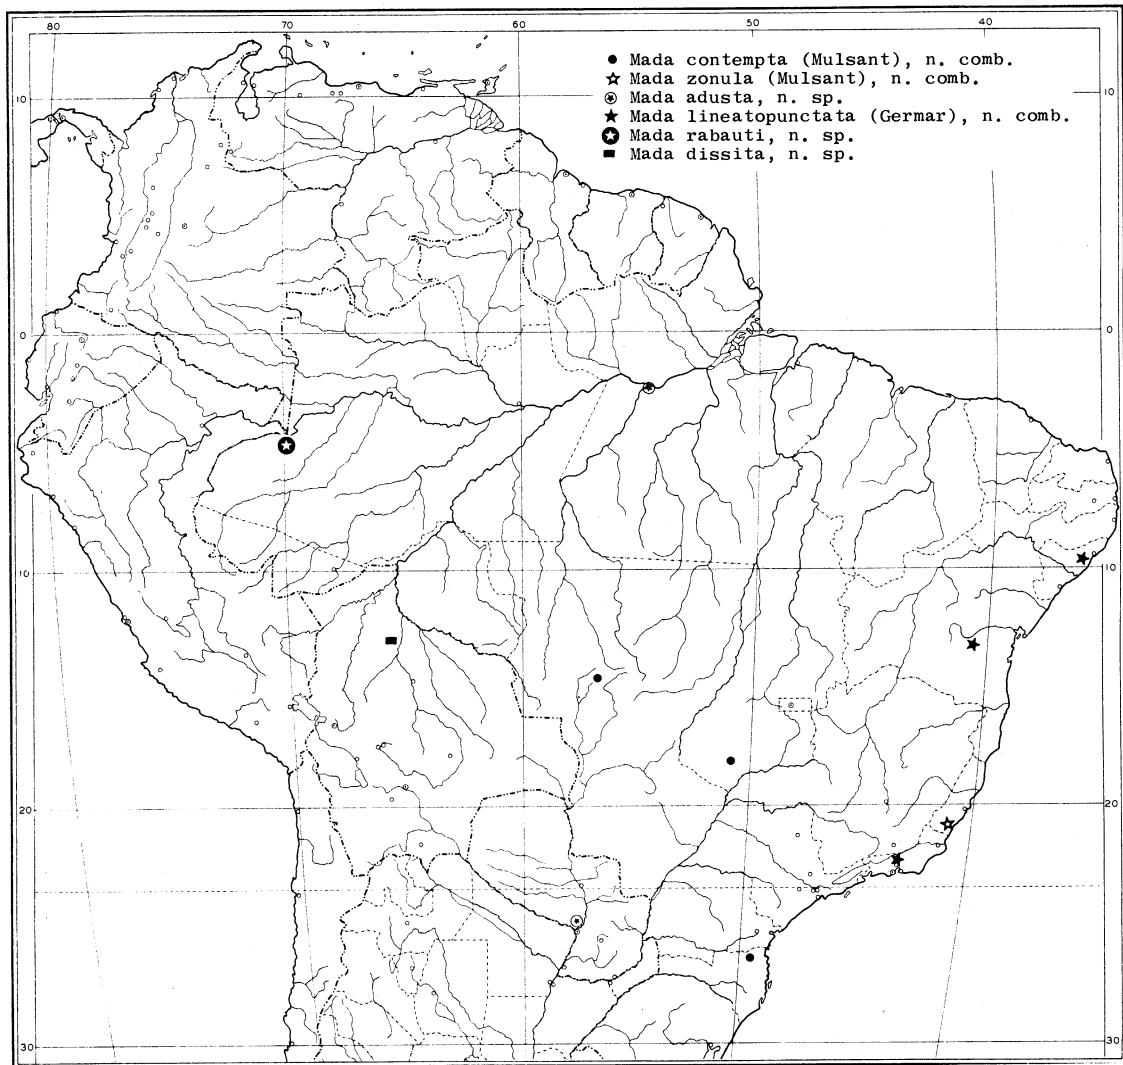 80 70 60 50 40
Mada contempta (Mulsant), n. comb.
Mada zonula (Mulsant), n. comb.
10 Mada adusta, n. sp. 10
Mada lineatopunctata (Germar), n. comb.
Mada rabauti, n. sp.
Mada dissita, n. sp.
0 0
10 10
20 20
30 30